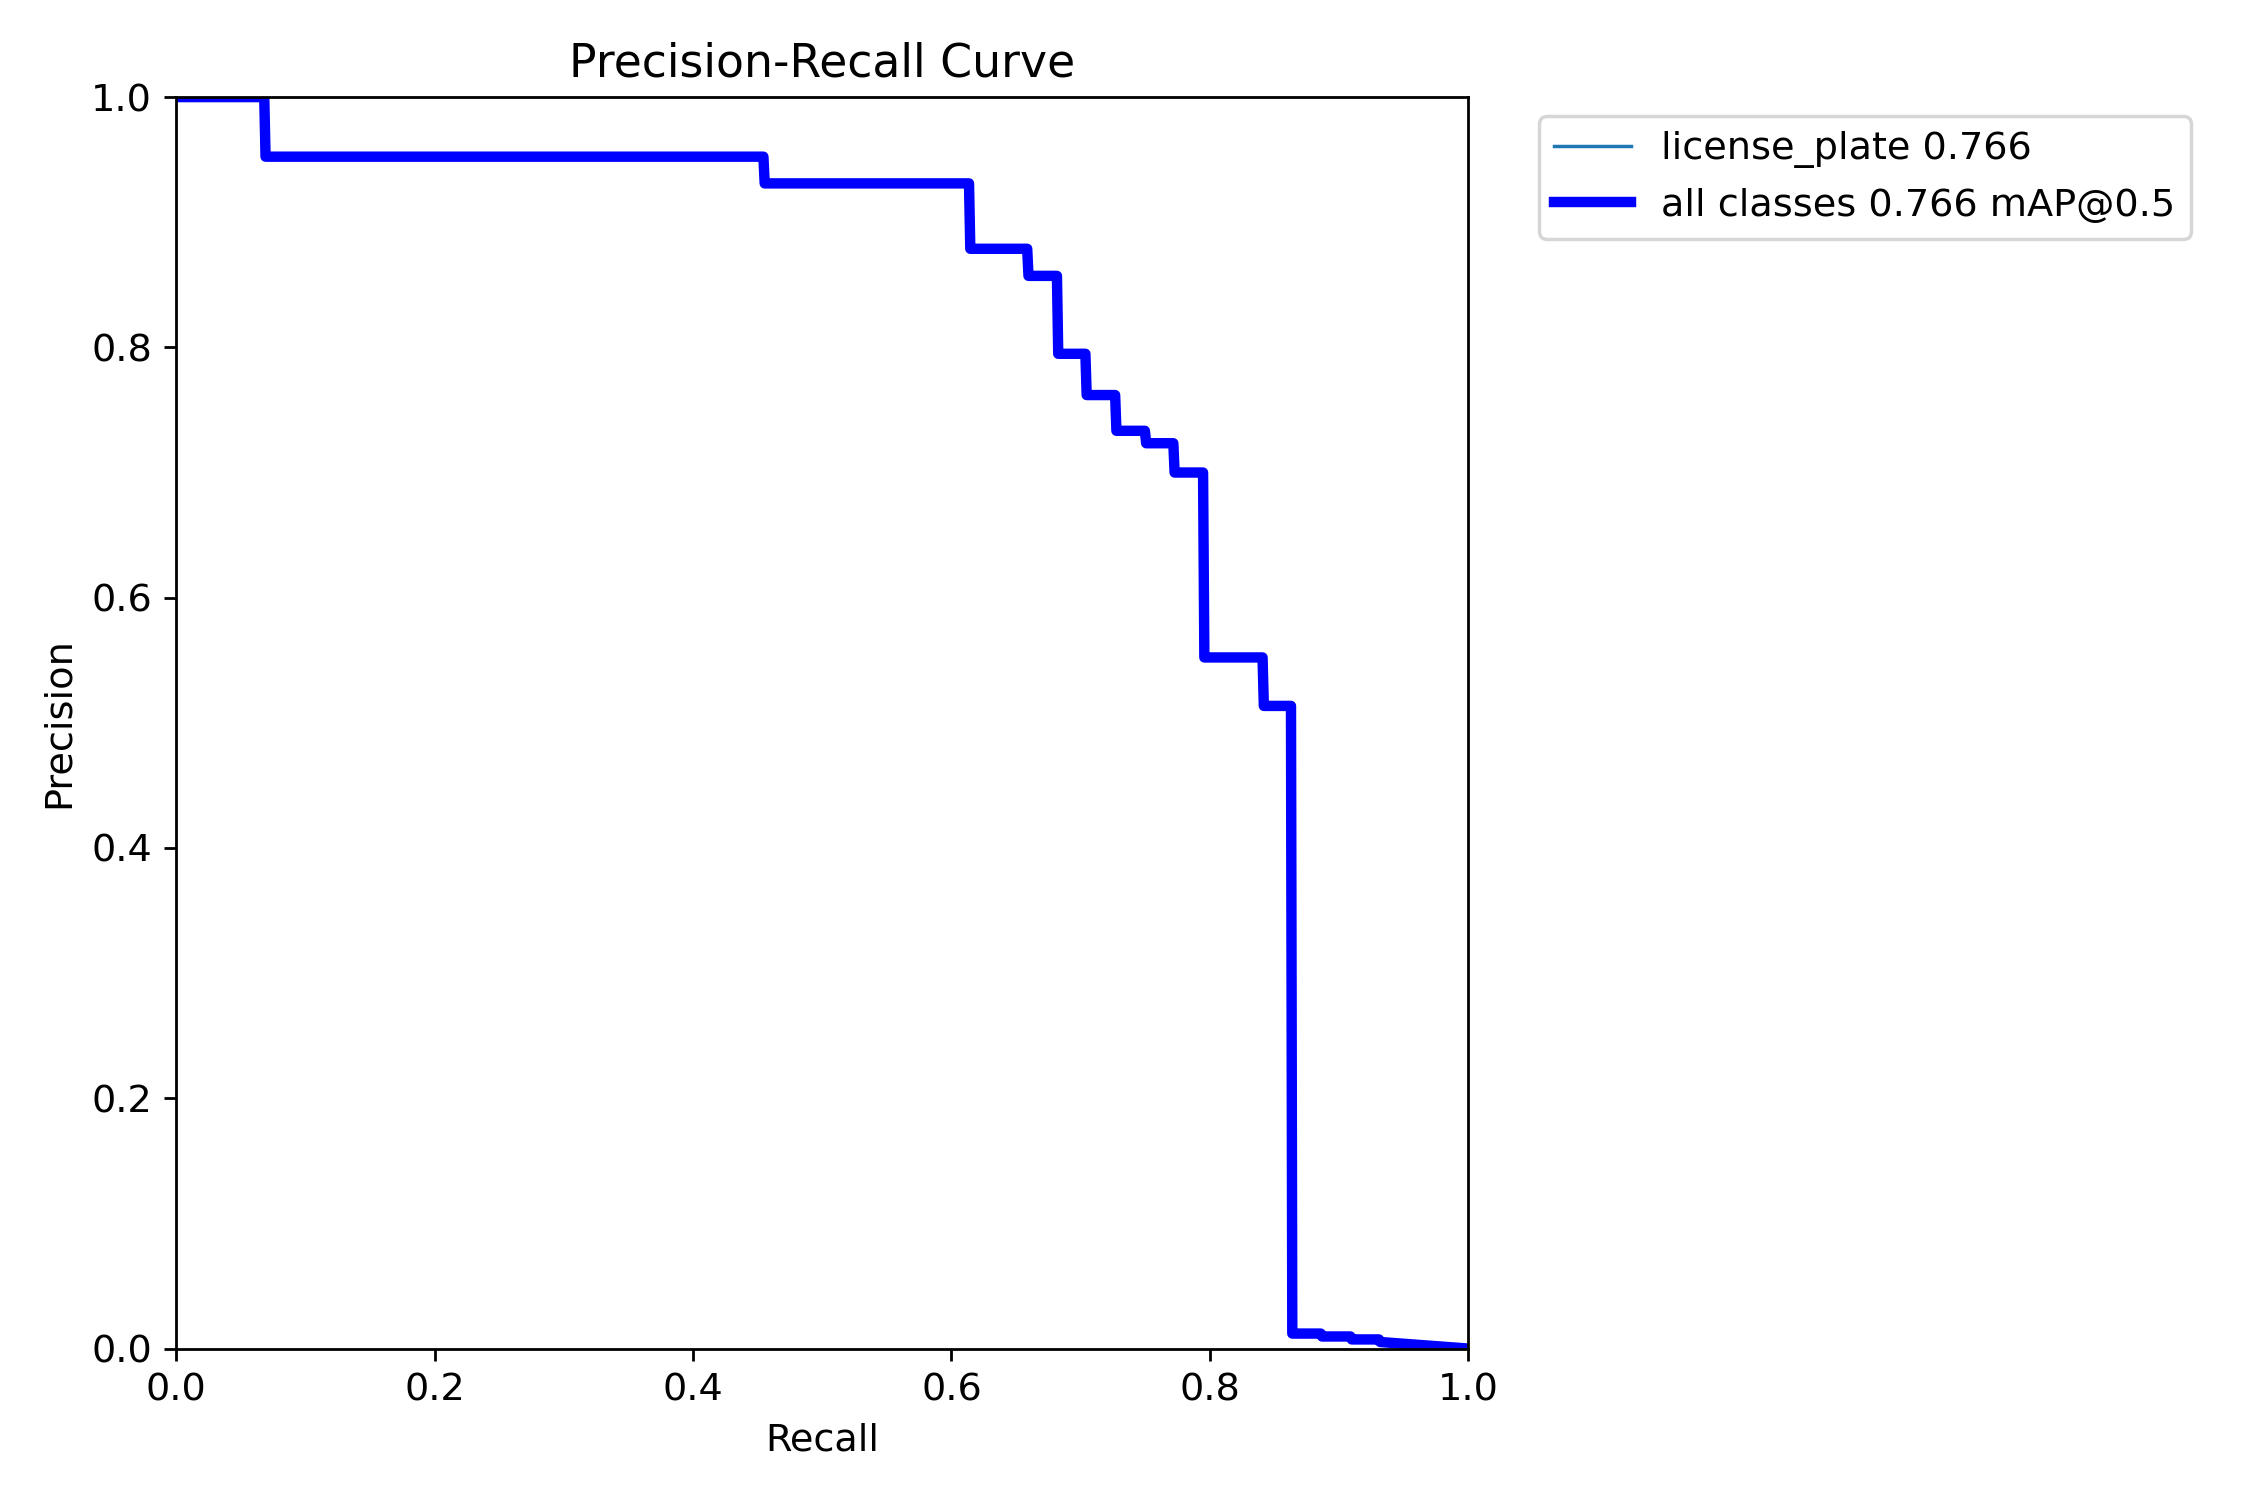 Precision-Recall Curve
1.0
0.8
0.6
0.4
0.2
0.0
Precision
0.0 0.2 0.4 0.6 0.8 1.0
Recall
license_plate 0.766
all classes 0.766 mAP@0.5